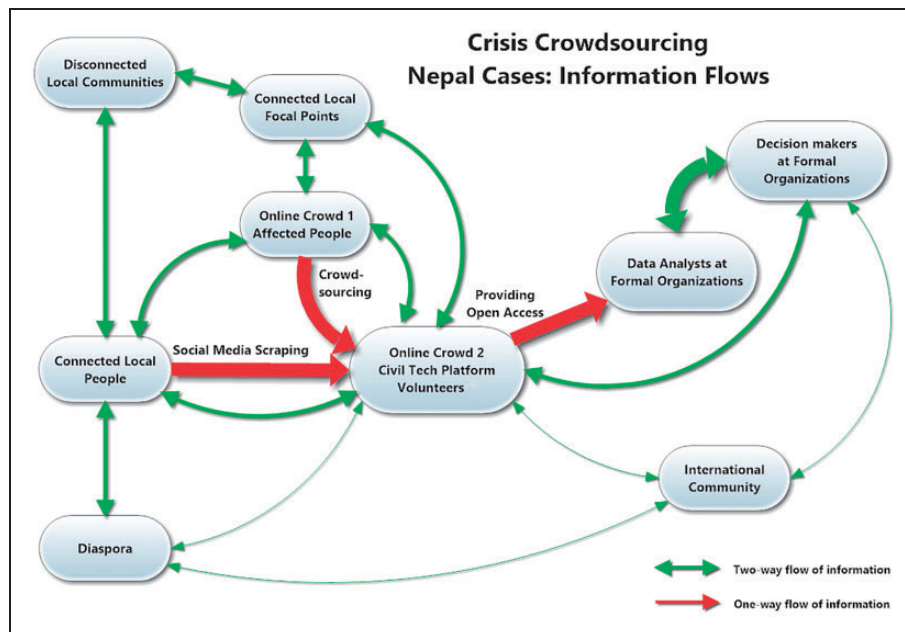 Crisis Crowdsourcing
Nepal Cases: Information Flows
Disconnected
Local Communities
Connected Local
Focal Points
Decision makers
at Formal
Organizations
Online Crowd 1
Affected People
Data Analysts at
Formal Organizations
Crowd-
sourcing
Providing
Open Access
Social Media Scraping
Connected Local
People
Online Crowd 2
Civil Tech Platform
Volunteers
International
Community
Diaspora
Two-way flow of information
One-way flow of information